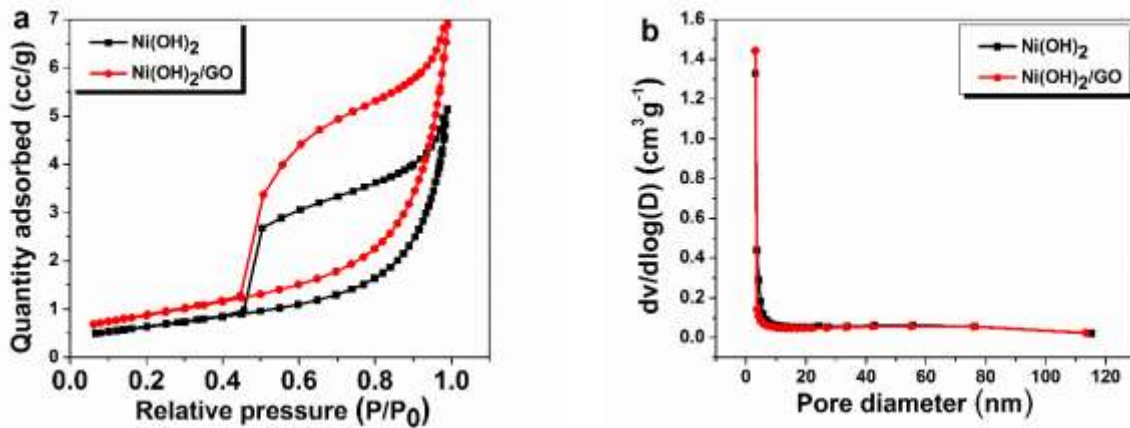 a
Quantity adsorbed (cc/g)
7
6
5
4
3
2
1
0
Ni(OH)2
Ni(OH)2/GO
0.0 0.2 0.4 0.6 0.8 1.0
Relative pressure (P/P0)
b
dv/dlog(D) (cm3g-1)
1.6
1.4
1.2
1.0
0.8
0.6
0.4
0.2
0.0
Ni(OH)2
Ni(OH)2/GO
0 20 40 60 80 100 120
Pore diameter (nm)